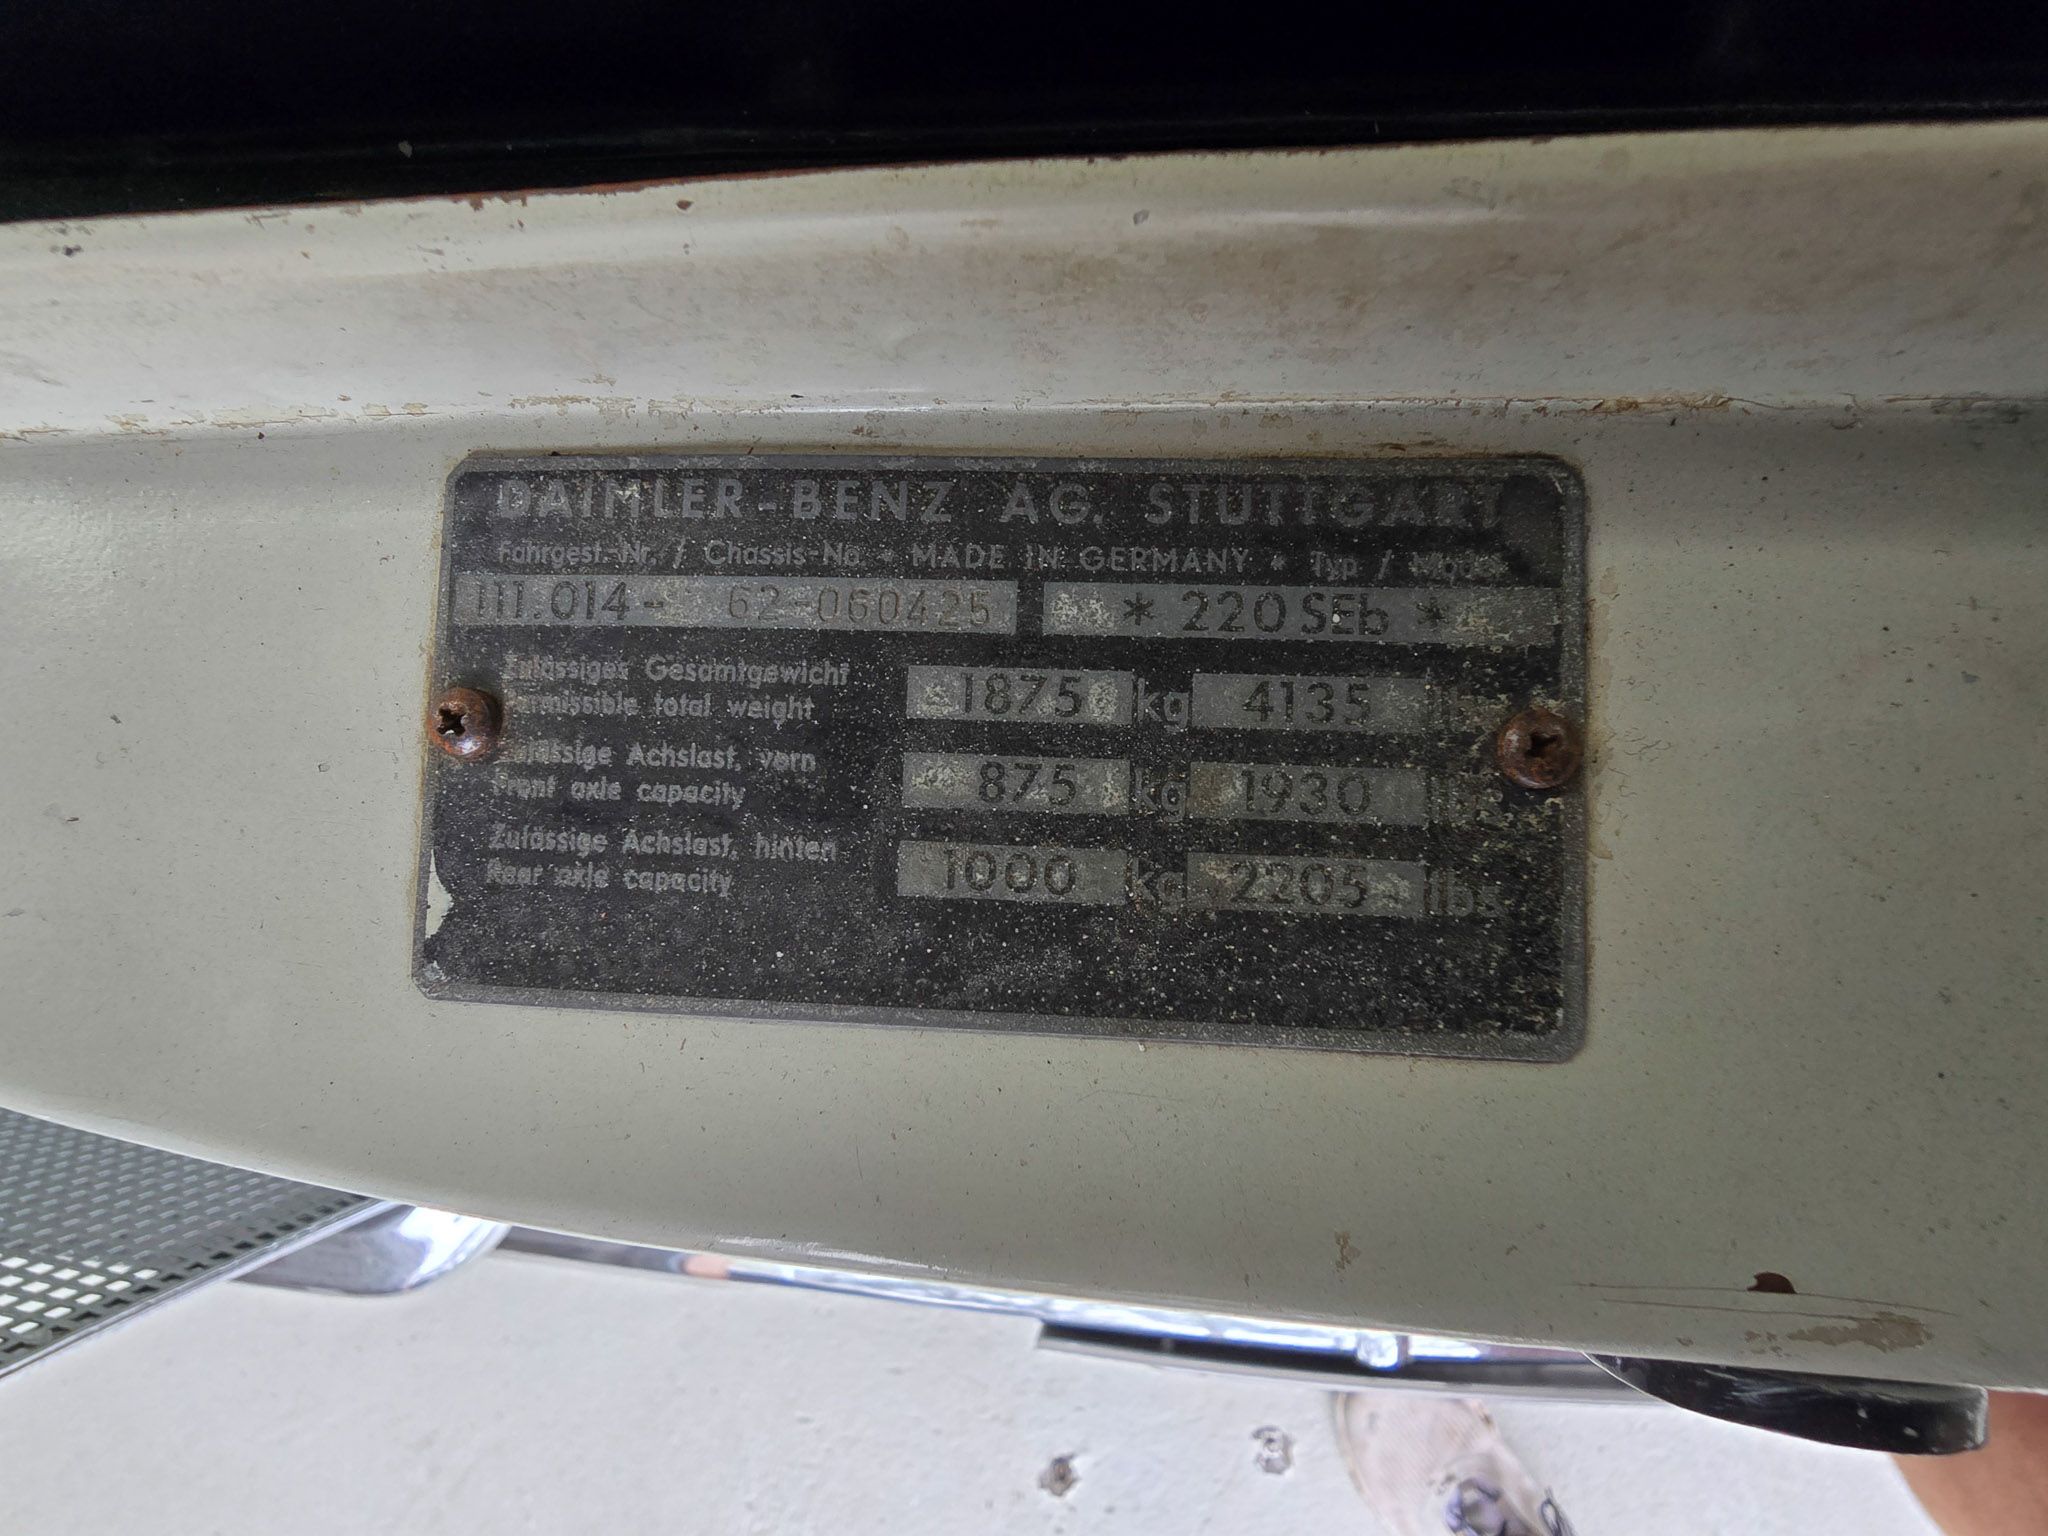 DAIMLER-BENZ AG. STUTTGART
Fahrgest.-Nr. / Chassis-No. * MADE IN GERMANY * Typ / Model
111.014- 62-060425 * 220 SEb *
Zulässiges Gesamtgewicht
Permissible total weight 1875 kg 4135 lbs
Zulässige Achslast, vorn
Front axle capacity 875 kg 1930 lbs
Zulässige Achslast, hinten
Rear axle capacity 1000 kg 2205 lbs